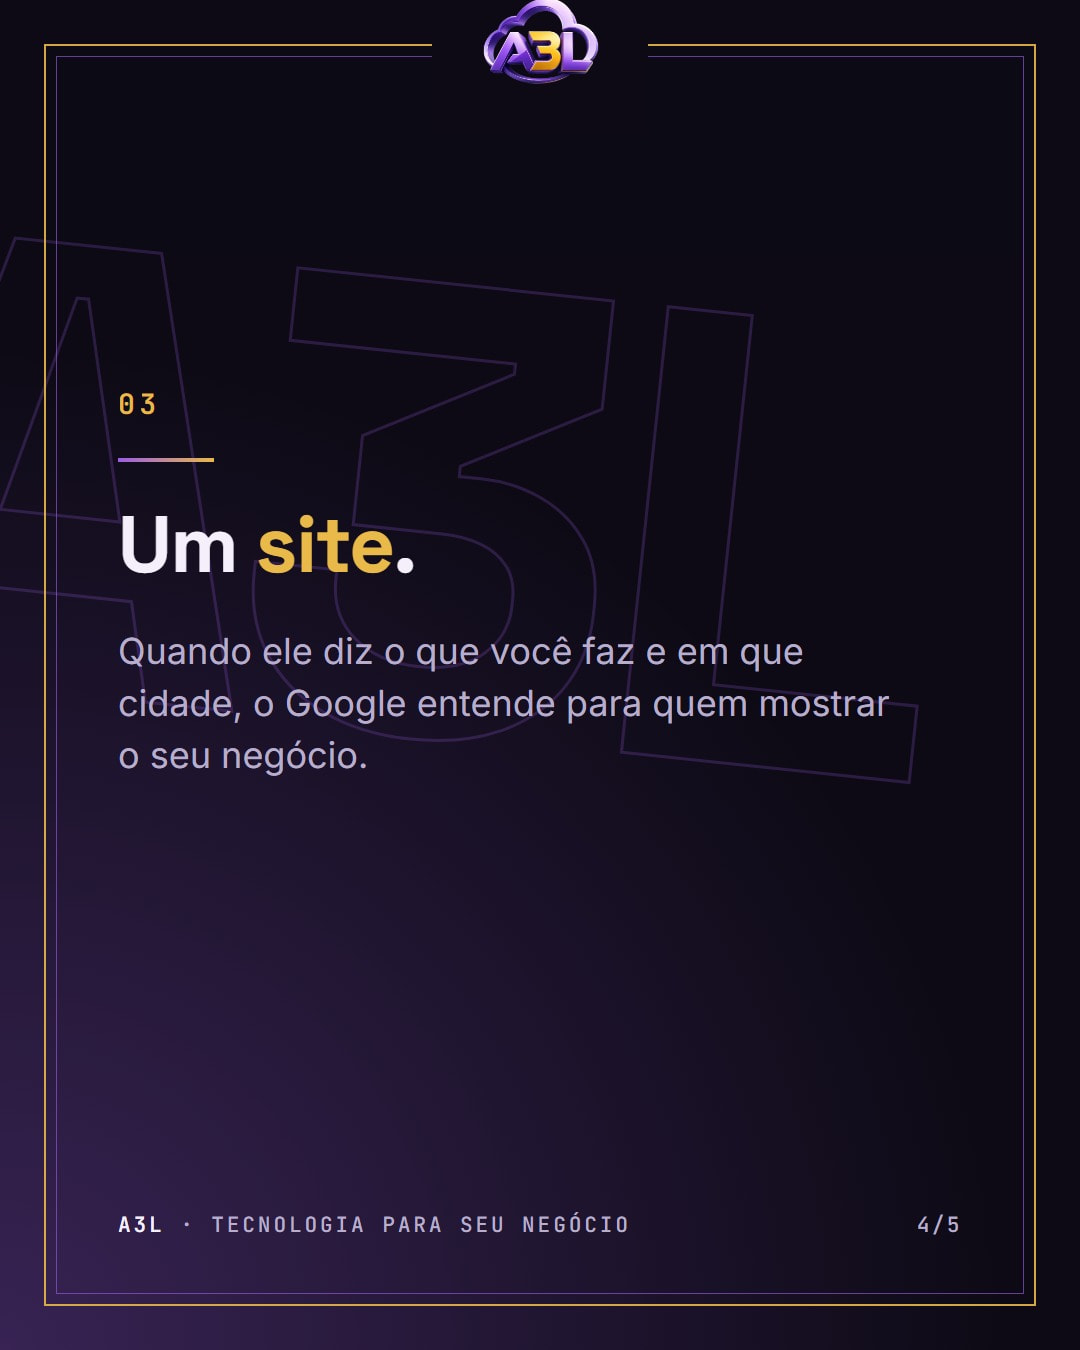 A3L
03
Um site.
Quando ele diz o que você faz e em que
cidade, o Google entende para quem mostrar
o seu negócio.
A3L
A3L · TECNOLOGIA PARA SEU NEGÓCIO
4/5